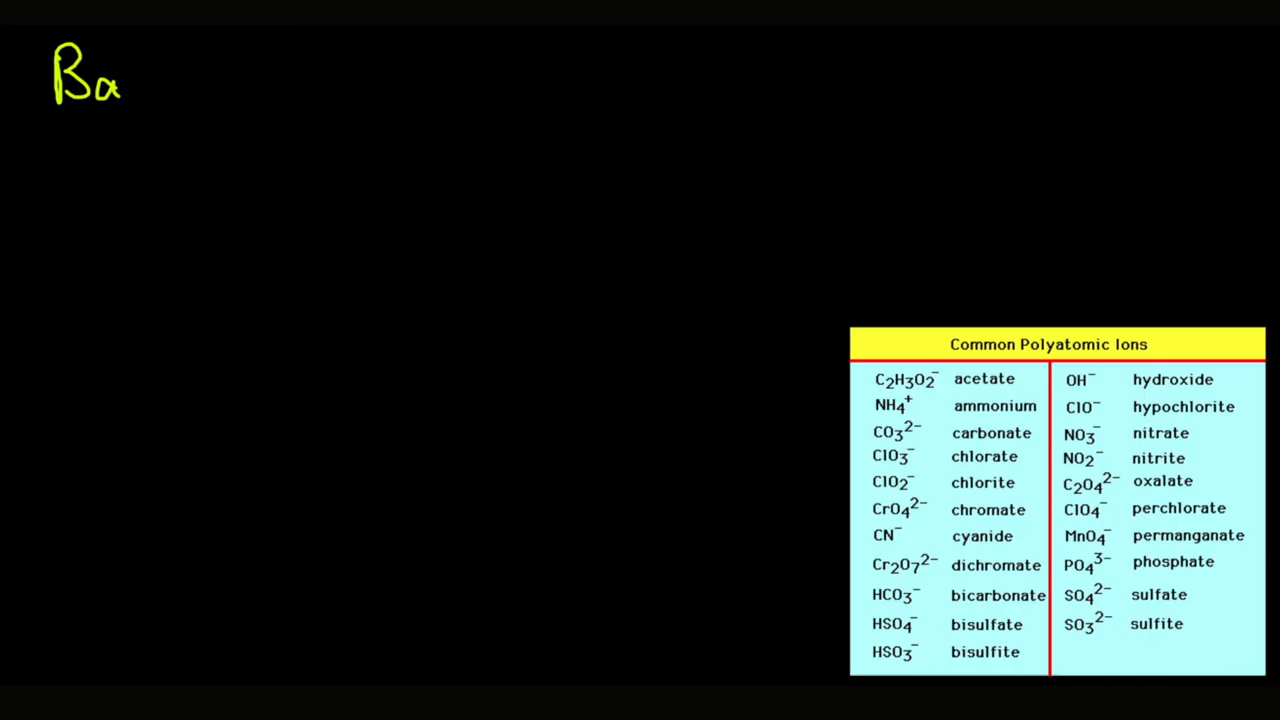 Ba
Common Polyatomic Ions
C₂H₃O₂⁻ acetate
NH₄⁺ ammonium
CO₃²⁻ carbonate
ClO₃⁻ chlorate
ClO₂⁻ chlorite
CrO₄²⁻ chromate
CN⁻ cyanide
Cr₂O₇²⁻ dichromate
HCO₃⁻ bicarbonate
HSO₄⁻ bisulfate
HSO₃⁻ bisulfite
OH⁻ hydroxide
ClO⁻ hypochlorite
NO₃⁻ nitrate
NO₂⁻ nitrite
C₂O₄²⁻ oxalate
ClO₄⁻ perchlorate
MnO₄⁻ permanganate
PO₄³⁻ phosphate
SO₄²⁻ sulfate
SO₃²⁻ sulfite